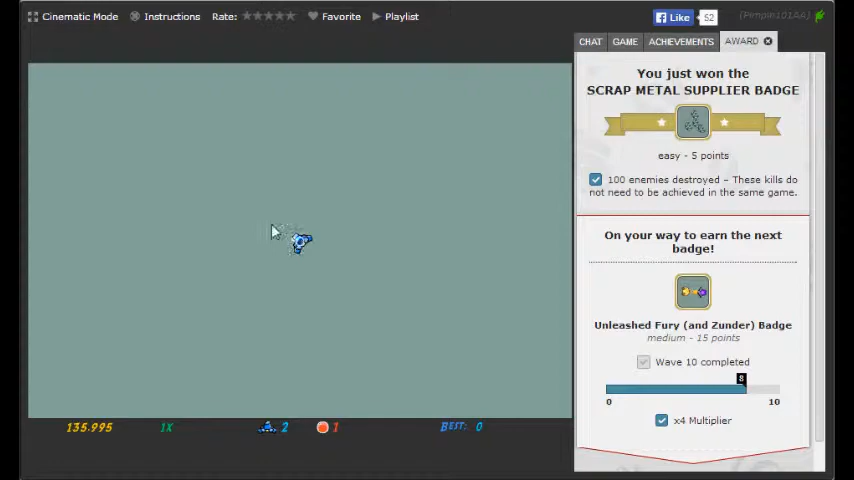 Cinematic Mode Instructions Rate: Favorite Playlist
Like 52 (Pimpin101AA)
CHAT GAME ACHIEVEMENTS AWARD
You just won the
SCRAP METAL SUPPLIER BADGE
easy - 5 points
100 enemies destroyed – These kills do
not need to be achieved in the same game.
On your way to earn the next
badge!
Unleashed Fury (and Zunder) Badge
medium - 15 points
Wave 10 completed
8
0 10
x4 Multiplier
135.995 1X 2 1 BEST: 0